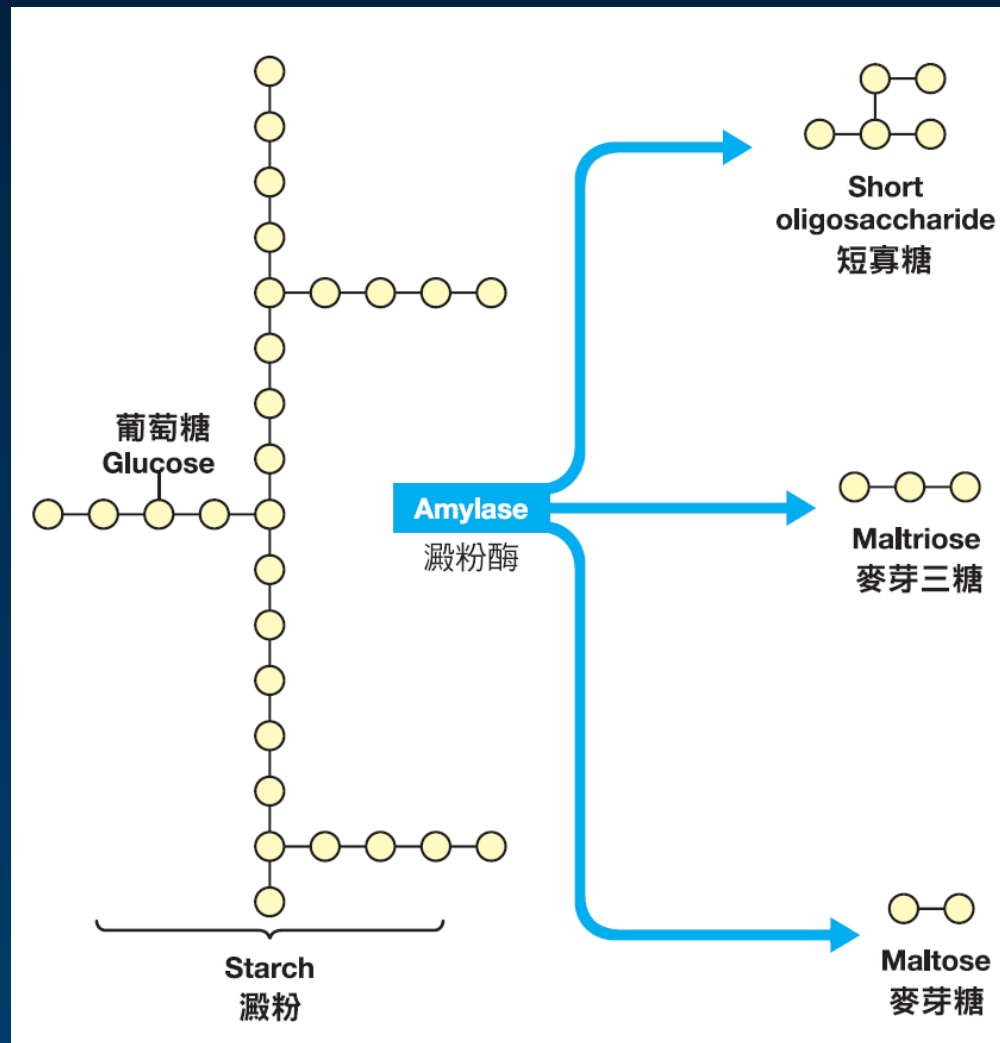 葡萄糖
Glucose
Starch
澱粉
Amylase
澱粉酶
Short
oligosaccharide
短寡糖
Maltriose
麥芽三糖
Maltose
麥芽糖